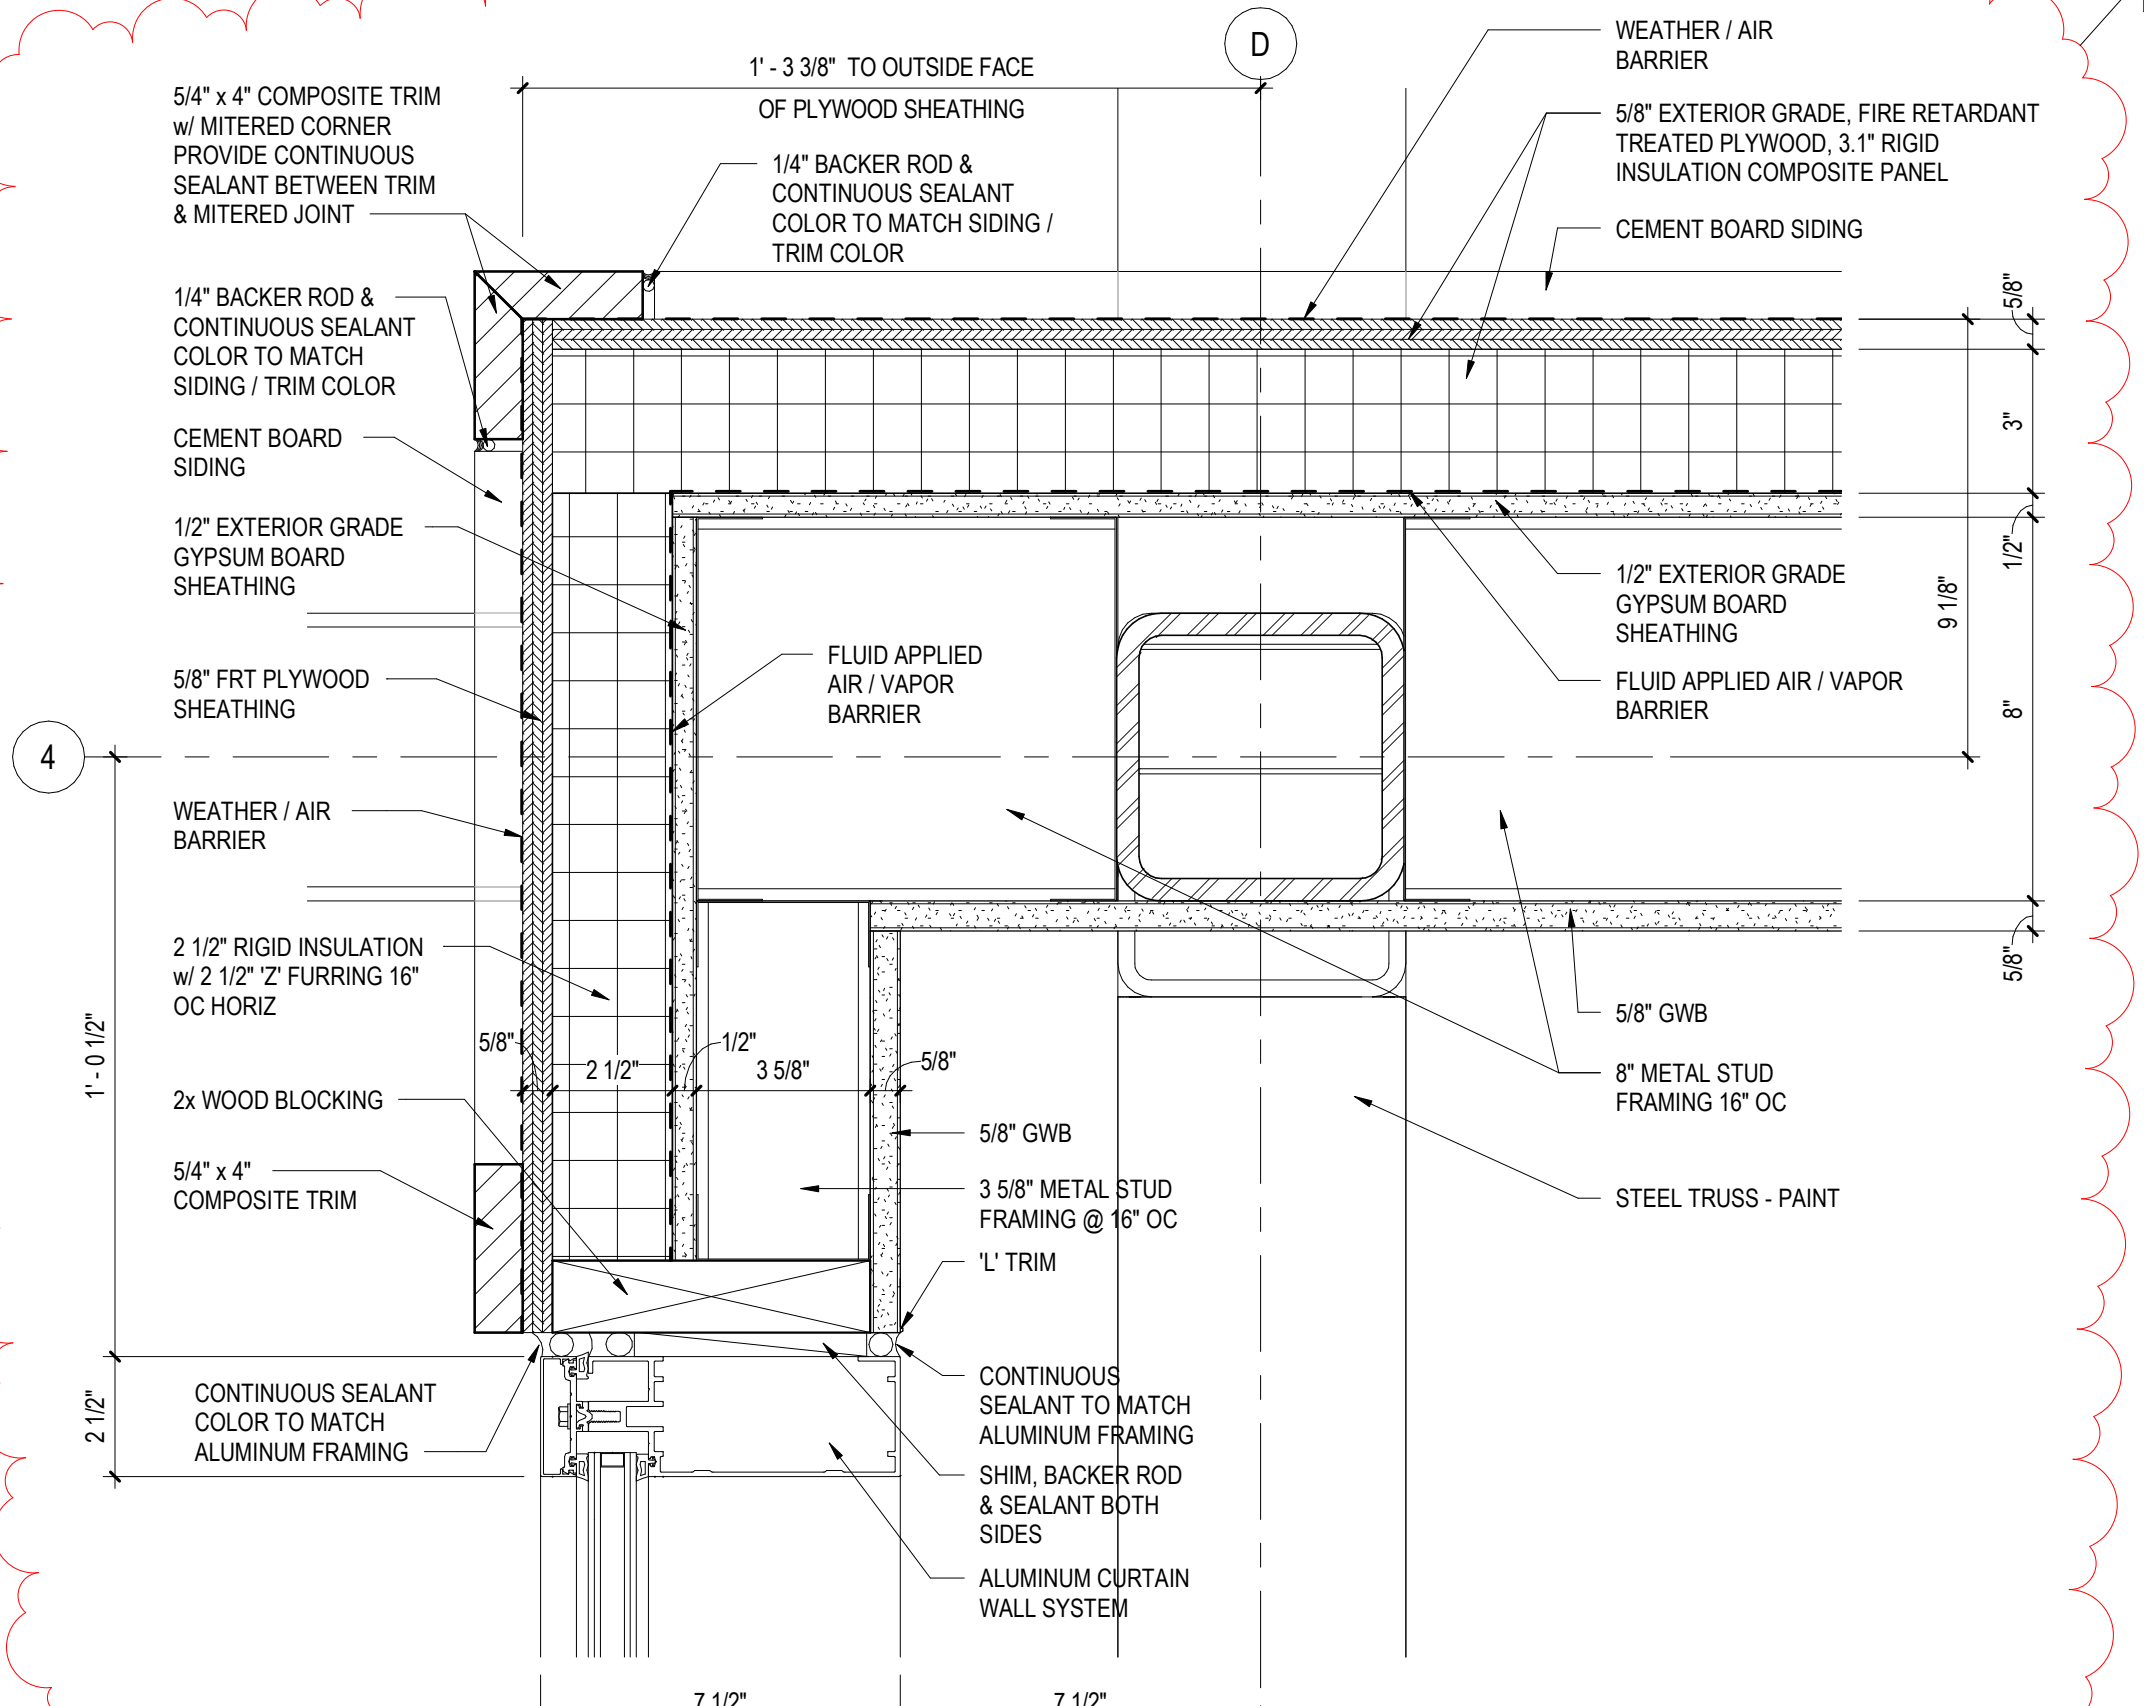 D
1' - 3 3/8" TO OUTSIDE FACE
OF PLYWOOD SHEATHING
5/4" x 4" COMPOSITE TRIM
w/ MITERED CORNER
PROVIDE CONTINUOUS
SEALANT BETWEEN TRIM
& MITERED JOINT
1/4" BACKER ROD &
CONTINUOUS SEALANT
COLOR TO MATCH SIDING /
TRIM COLOR
WEATHER / AIR
BARRIER
5/8" EXTERIOR GRADE, FIRE RETARDANT
TREATED PLYWOOD, 3.1" RIGID
INSULATION COMPOSITE PANEL
CEMENT BOARD SIDING
1/4" BACKER ROD &
CONTINUOUS SEALANT
COLOR TO MATCH
SIDING / TRIM COLOR
CEMENT BOARD
SIDING
1/2" EXTERIOR GRADE
GYPSUM BOARD
SHEATHING
5/8" FRT PLYWOOD
SHEATHING
4
WEATHER / AIR
BARRIER
2 1/2" RIGID INSULATION
w/ 2 1/2" 'Z' FURRING 16"
OC HORIZ
2x WOOD BLOCKING
5/4" x 4"
COMPOSITE TRIM
1' - 0 1/2"
2 1/2"
CONTINUOUS SEALANT
COLOR TO MATCH
ALUMINUM FRAMING
FLUID APPLIED
AIR / VAPOR
BARRIER
5/8"
2 1/2"
1/2"
3 5/8"
5/8"
5/8" GWB
3 5/8" METAL STUD
FRAMING @ 16" OC
'L' TRIM
CONTINUOUS
SEALANT TO MATCH
ALUMINUM FRAMING
SHIM, BACKER ROD
& SEALANT BOTH
SIDES
ALUMINUM CURTAIN
WALL SYSTEM
1/2" EXTERIOR GRADE
GYPSUM BOARD
SHEATHING
FLUID APPLIED AIR / VAPOR
BARRIER
5/8" GWB
8" METAL STUD
FRAMING 16" OC
STEEL TRUSS - PAINT
5/8"
3"
1/2"
9 1/8"
8"
5/8"
7 1/2"
7 1/2"